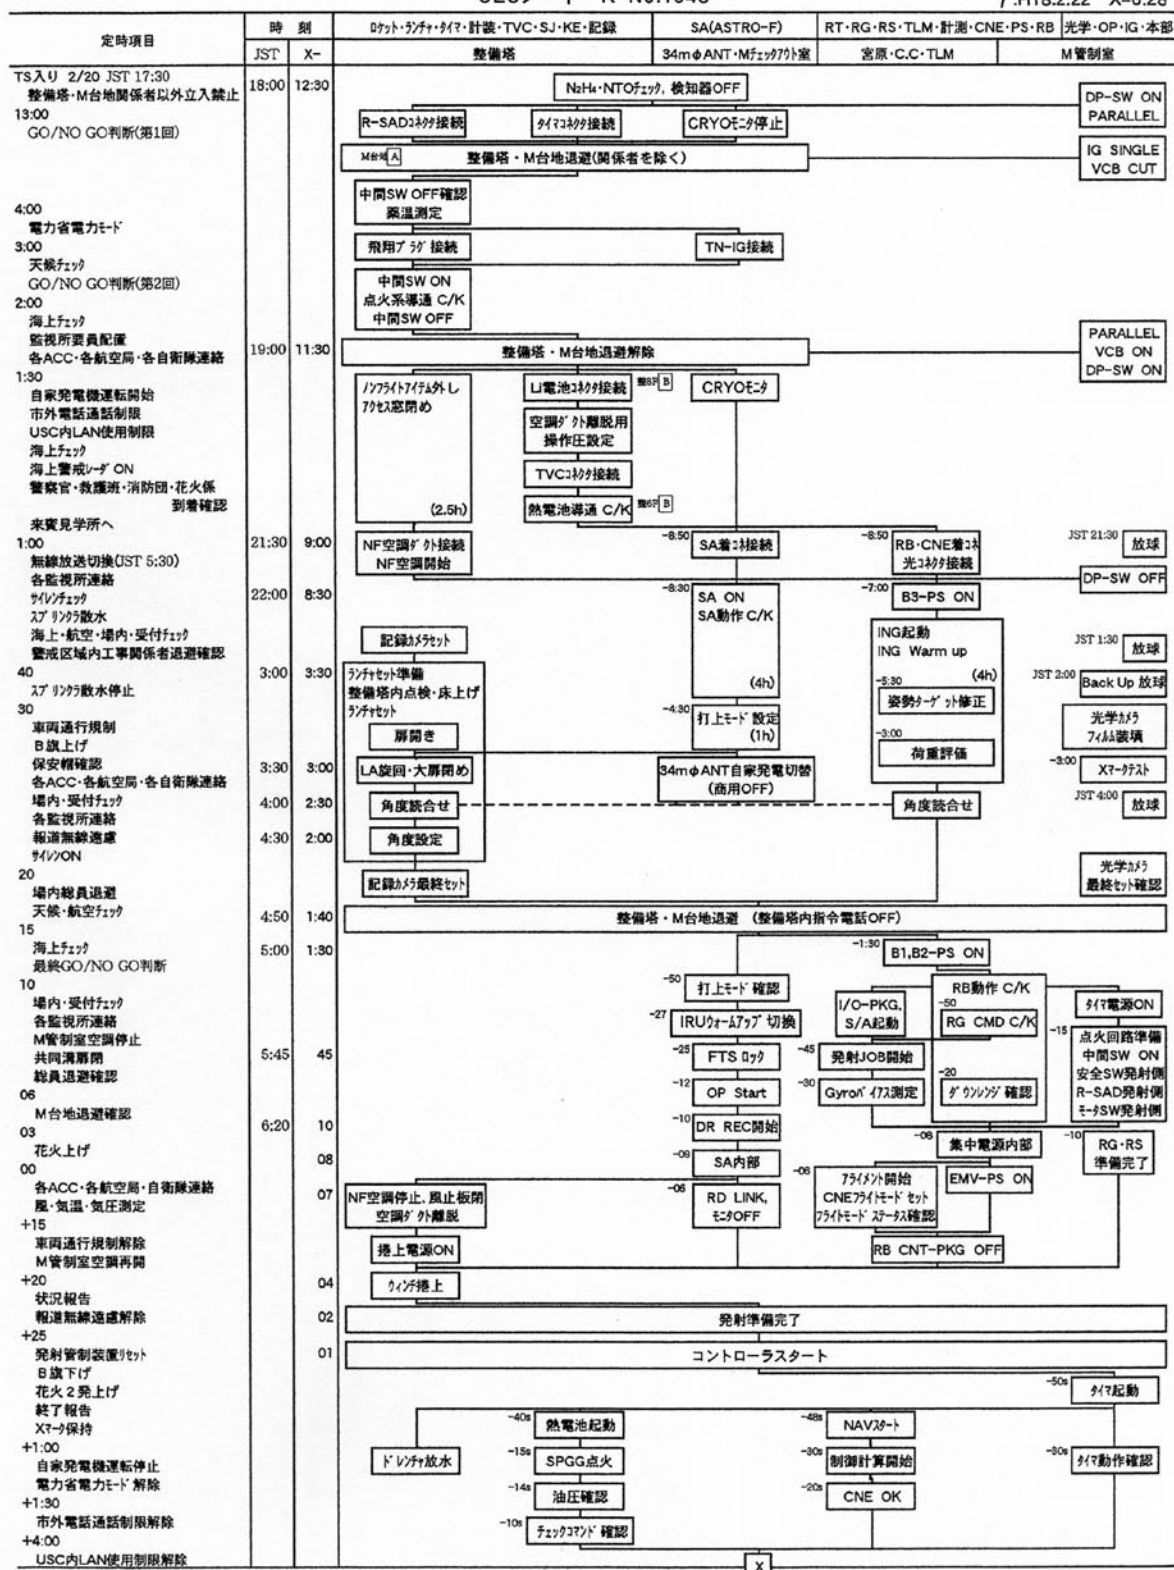 定時項目
時 刻
JST X-
ロケット・ランチャ・タイマ・計装・TVC・SJ・KE・記録
整備塔
SA(ASTRO-F)
34mφANT・Mチェックアウト室
RT・RG・RS・TLM・計測・CNE・PS・RB
宮原・C.C・TLM
光学・OP・IG・本部
M管制室
TS入り 2/20 JST 17:30
整備塔・M台地関係者以外立入禁止
13:00
GO/NO GO判断(第1回)
4:00
電力省電力モード
3:00
天候チェック
GO/NO GO判断(第2回)
2:00
海上チェック
監視所要員配置
各ACC・各航空局・各自衛隊連絡
1:30
自家発電機運転開始
市外電話通話制限
USC内LAN使用制限
海上チェック
海上警戒レーダON
警察官・救護班・消防団・花火係
到着確認
来賓見学所へ
1:00
無線放送切換(JST 5:30)
各監視所連絡
サイレンチェック
スプリンクラ散水
海上・航空・場内・受付チェック
警戒区域内工事関係者退避確認
40
スプリンクラ散水停止
30
車両通行規制
B旗上げ
保安帽確認
各ACC・各航空局・各自衛隊連絡
場内・受付チェック
各監視所連絡
報道無線遠慮
サイレンON
20
場内総員退避
天候・航空チェック
15
海上チェック
最終GO/NO GO判断
10
場内・受付チェック
各監視所連絡
M管制室空調停止
共同溝扉閉
総員退避確認
06
M台地退避確認
03
花火上げ
00
各ACC・各航空局・自衛隊連絡
風・気温・気圧測定
+15
車両通行規制解除
M管制室空調再開
+20
状況報告
報道無線遠慮解除
+25
発射管制装置リセット
B旗下げ
花火2発上げ
終了報告
Xマーク保持
+1:00
自家発電機運転停止
電力省電力モード解除
+1:30
市外電話通話制限解除
+4:00
USC内LAN使用制限解除
18:00 12:30
N2H4・NTOチェック, 検知器OFF
R-SADコネクタ接続
タイマコネクタ接続
CRYOモニタ停止
DP-SW ON
PARALLEL
M台地 A
整備塔・M台地退避(関係者を除く)
IG SINGLE
VCB CUT
中間SW OFF確認
薬温測定
飛翔プラグ接続
TN-IG接続
中間SW ON
点火系導通 C/K
中間SW OFF
19:00 11:30
整備塔・M台地退避解除
PARALLEL
VCB ON
DP-SW ON
ノンフライトアイテム外し
アクセス窓閉め
(2.5h)
Li電池コネクタ接続
整8F B
CRYOモニタ
空調ダクト離脱用
操作圧設定
TVCコネクタ接続
熱電池導通 C/K
整6F B
21:30 9:00
NF空調ダクト接続
NF空調開始
-8:50
SA着コネ接続
-8:50
RB・CNE着コネ
光コネクタ接続
JST 21:30
放球
DP-SW OFF
22:00 8:30
-8:30
SA ON
SA動作 C/K
(4h)
-7:00
B3-PS ON
記録カメラセット
ING起動
ING Warm up
(4h)
-5:30
姿勢ターゲット修正
-3:00
荷重評価
JST 1:30
放球
3:00 3:30
ランチャセット準備
整備塔内点検・床上げ
ランチャセット
扉開き
JST 2:00
Back Up 放球
-4:30
打上モード設定
(1h)
光学カメラ
フィルム装填
3:30 3:00
LA旋回・大扉閉め
34mφANT自家発電切替
(商用OFF)
-3:00
Xマークテスト
4:00 2:30
角度読合せ
角度読合せ
JST 4:00
放球
4:30 2:00
角度設定
記録カメラ最終セット
光学カメラ
最終セット確認
4:50 1:40
整備塔・M台地退避 (整備塔内指令電話OFF)
5:00 1:30
-1:30
B1,B2-PS ON
-50
打上モード確認
I/O-PKG,
S/A起動
RB動作 C/K
-50
RG CMD C/K
タイマ電源ON
-27
IRUウォームアップ切換
-15
点火回路準備
中間SW ON
安全SW発射側
R-SAD発射側
モータSW発射側
5:45 45
-25
FTS ロック
-45
発射JOB開始
-12
OP Start
-30
Gyroバイアス測定
-20
ダウンレンジ確認
6:20 10
-10
DR REC開始
-08
集中電源内部
-10
RG・RS
準備完了
08
-09
SA内部
07
NF空調停止、風止板閉
空調ダクト離脱
-06
RD LINK,
モニタOFF
-06
アライメント開始
CNEフライトモードセット
フライトモードステータス確認
EMV-PS ON
捲上電源ON
RB CNT-PKG OFF
04
ウィンチ捲上
02
発射準備完了
01
コントローラスタート
-50s
タイマ起動
ドレンチャ放水
-40s
熱電池起動
-48s
NAVスタート
-15s
SPGG点火
-30s
制御計算開始
-30s
タイマ動作確認
-14s
油圧確認
-20s
CNE OK
-10s
チェックコマンド確認
X